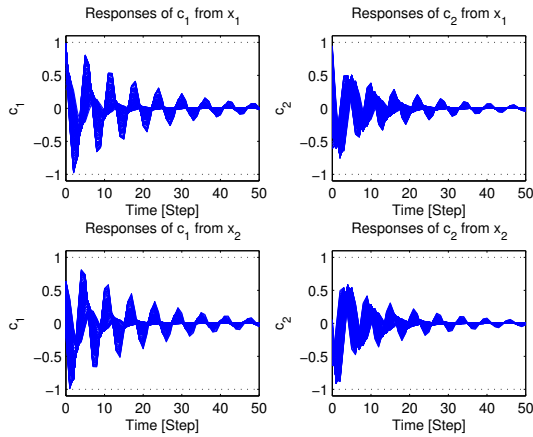 Responses of c₁ from x₁
1
0.5
0
−0.5
−1
c₁
0 10 20 30 40 50
Time [Step]
Responses of c₂ from x₁
1
0.5
0
−0.5
−1
c₂
0 10 20 30 40 50
Time [Step]
Responses of c₁ from x₂
1
0.5
0
−0.5
−1
c₁
0 10 20 30 40 50
Time [Step]
Responses of c₂ from x₂
1
0.5
0
−0.5
−1
c₂
0 10 20 30 40 50
Time [Step]